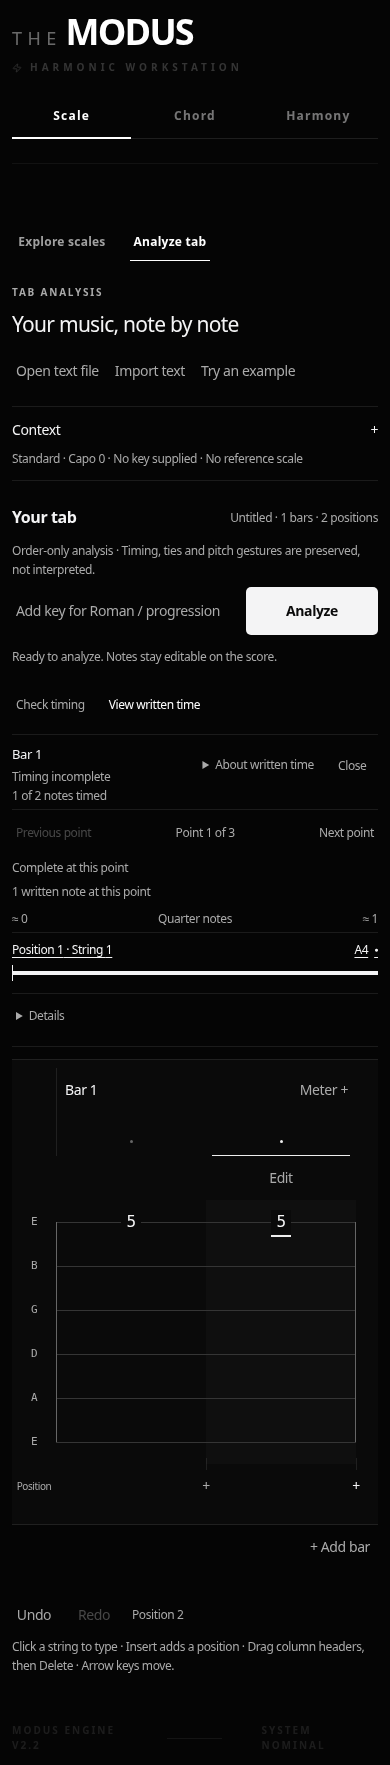 THE MODUS
HARMONIC WORKSTATION
Scale Chord Harmony
Explore scales Analyze tab
TAB ANALYSIS
Your music, note by note
Open text file Import text Try an example
Context +
Standard · Capo 0 · No key supplied · No reference scale
Your tab Untitled · 1 bars · 2 positions
Order-only analysis · Timing, ties and pitch gestures are preserved,
not interpreted.
Add key for Roman / progression Analyze
Ready to analyze. Notes stay editable on the score.
Check timing View written time
Bar 1
▶ About written time Close
Timing incomplete
1 of 2 notes timed
Previous point Point 1 of 3 Next point
Complete at this point
1 written note at this point
≈ 0 Quarter notes ≈ 1
Position 1 · String 1 A4 •
▶ Details
Bar 1 Meter +
Edit
E 5 5
B
G
D
A
E
Position + +
+ Add bar
Undo Redo Position 2
Click a string to type · Insert adds a position · Drag column headers,
then Delete · Arrow keys move.
MODUS ENGINE
V2.2
SYSTEM
NOMINAL